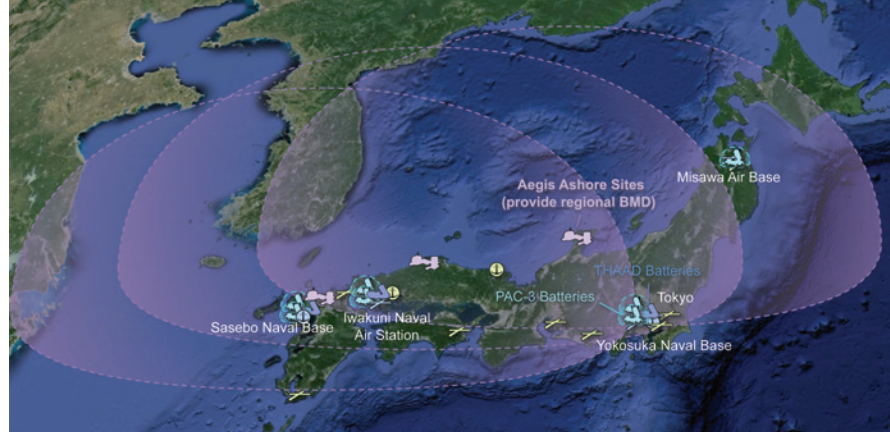 Misawa Air Base
Aegis Ashore Sites
(provide regional BMD)
THAAD Batteries
PAC-3 Batteries
Tokyo
Sasebo Naval Base
Iwakuni Naval
Air Station
Yokosuka Naval Base